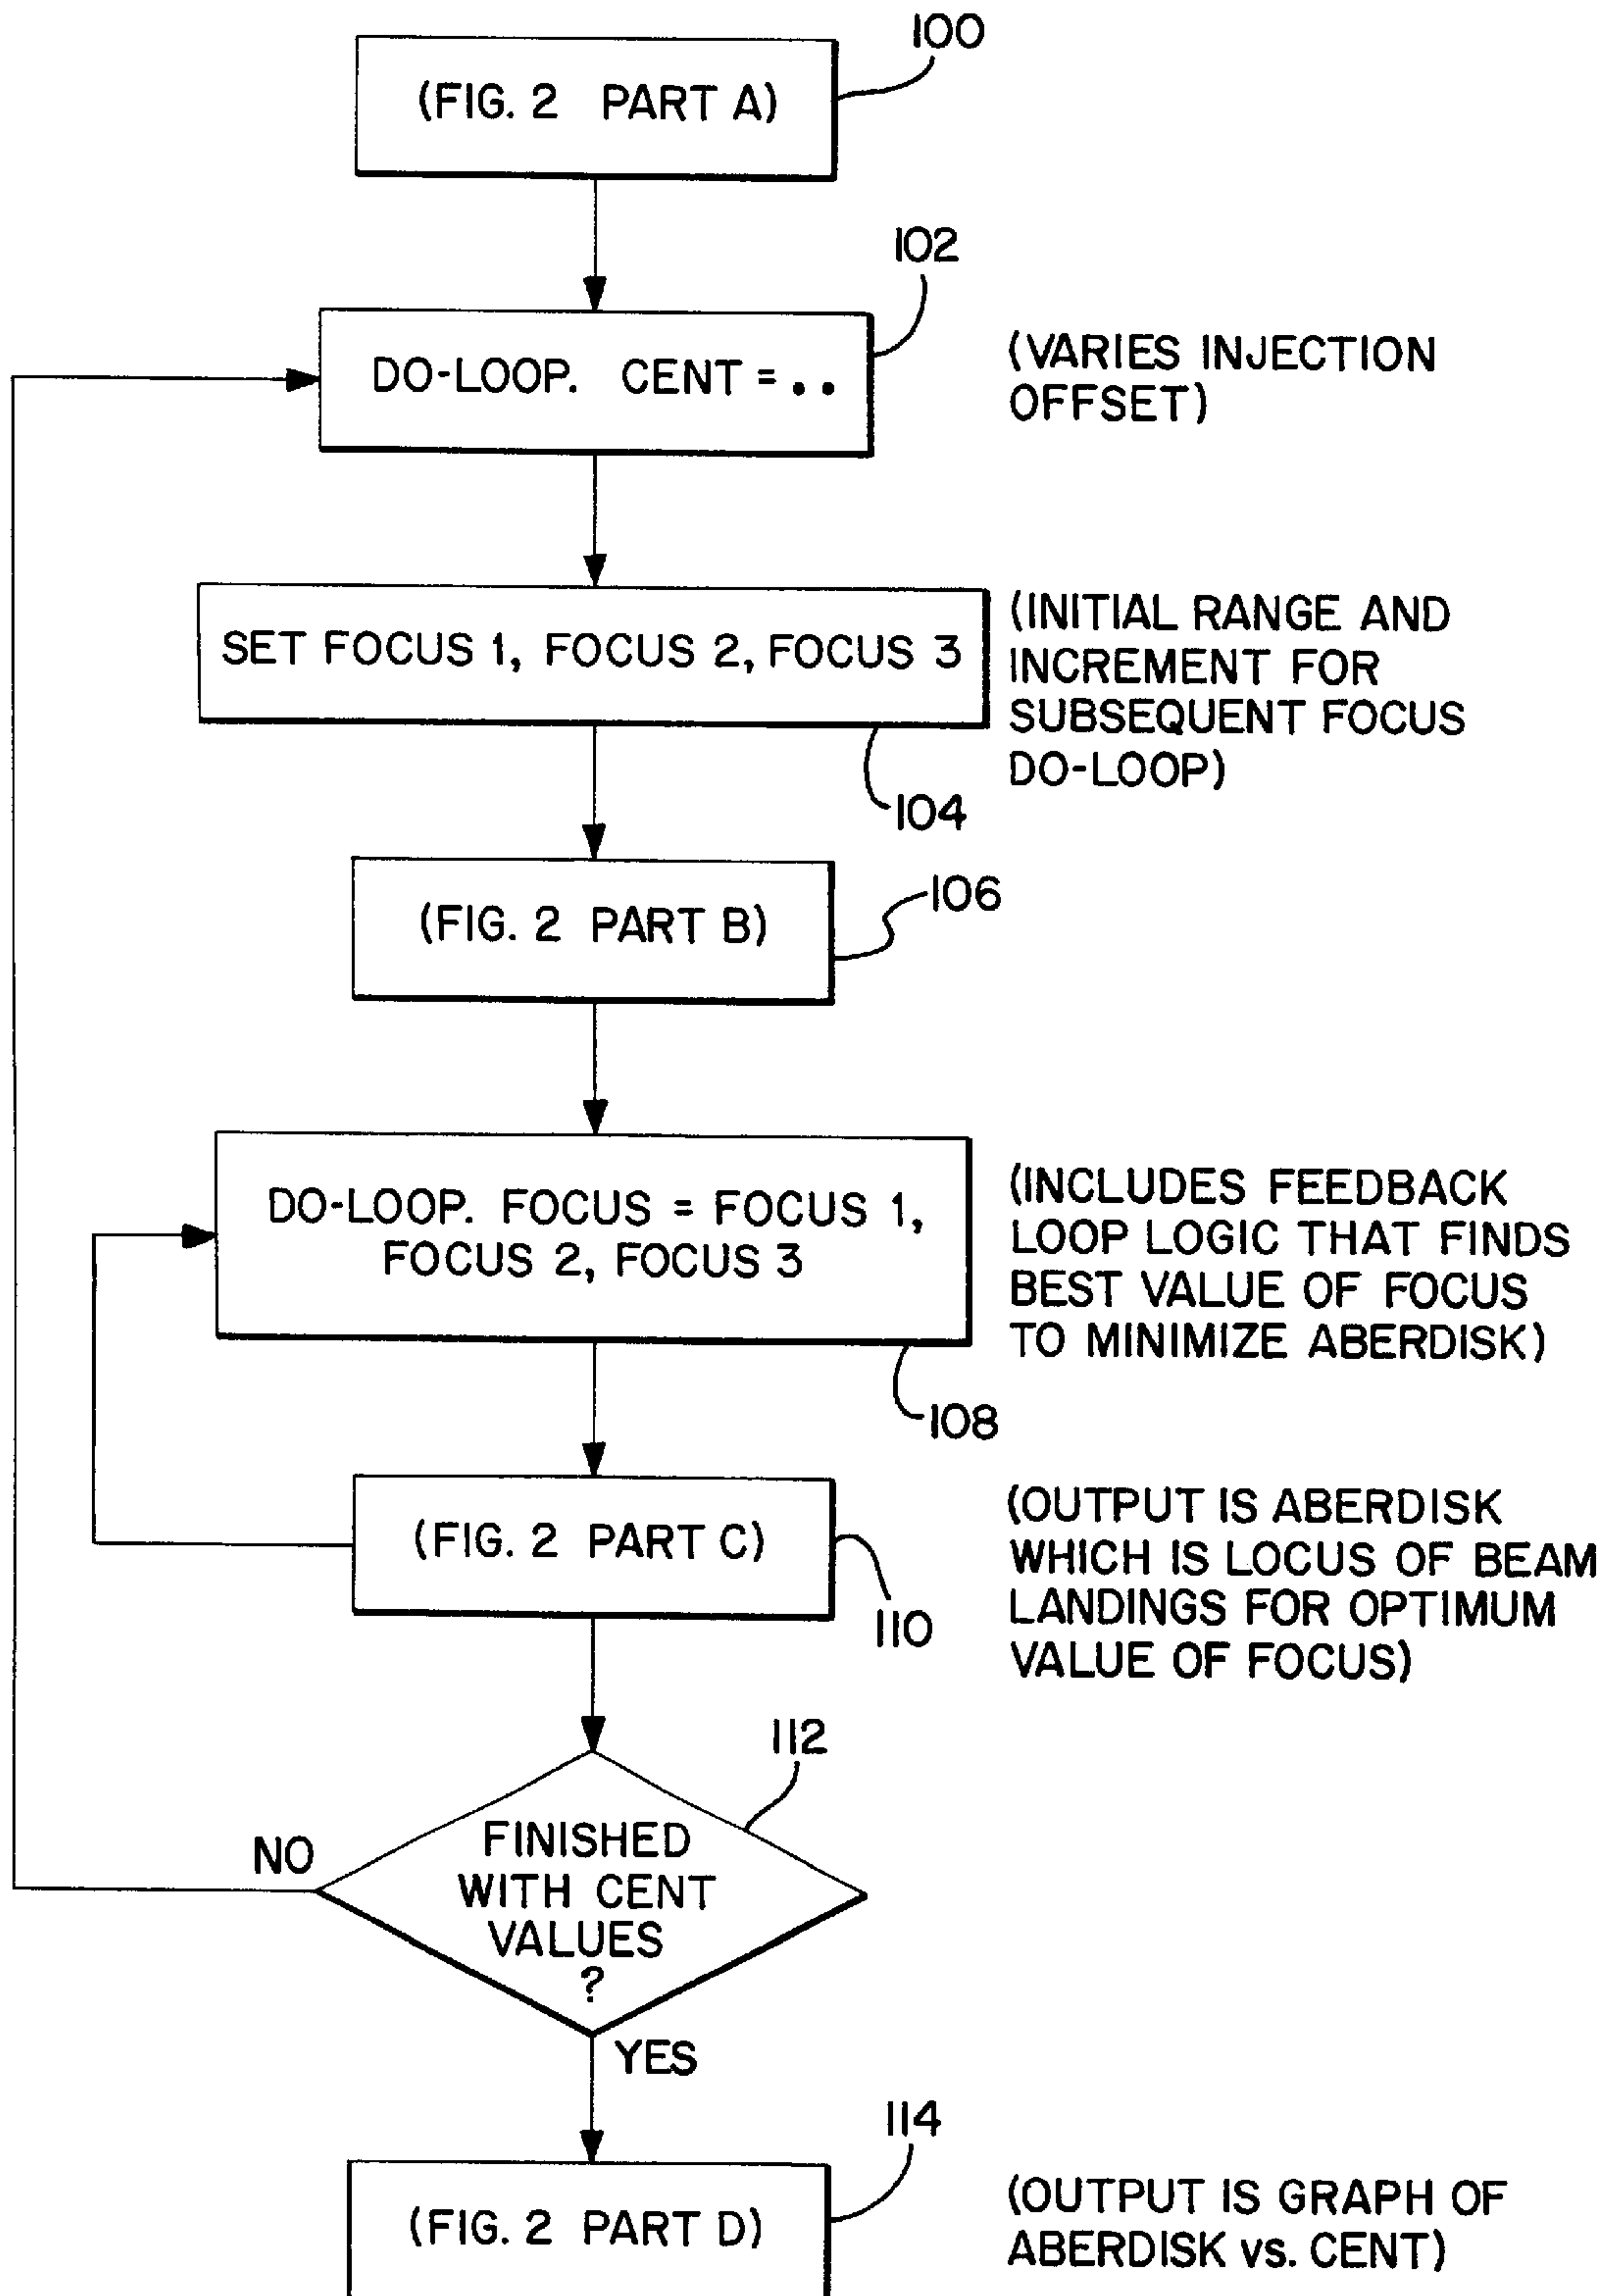 100
(FIG. 2 PART A)
102
DO-LOOP. CENT = ..
(VARIES INJECTION
OFFSET)
SET FOCUS 1, FOCUS 2, FOCUS 3
(INITIAL RANGE AND
INCREMENT FOR
SUBSEQUENT FOCUS
DO-LOOP)
104
(FIG. 2 PART B)
106
DO-LOOP. FOCUS = FOCUS 1,
FOCUS 2, FOCUS 3
(INCLUDES FEEDBACK
LOOP LOGIC THAT FINDS
BEST VALUE OF FOCUS
TO MINIMIZE ABERDISK)
108
(FIG. 2 PART C)
110
(OUTPUT IS ABERDISK
WHICH IS LOCUS OF BEAM
LANDINGS FOR OPTIMUM
VALUE OF FOCUS)
112
FINISHED
WITH CENT
VALUES
?
NO
YES
114
(FIG. 2 PART D)
(OUTPUT IS GRAPH OF
ABERDISK vs. CENT)